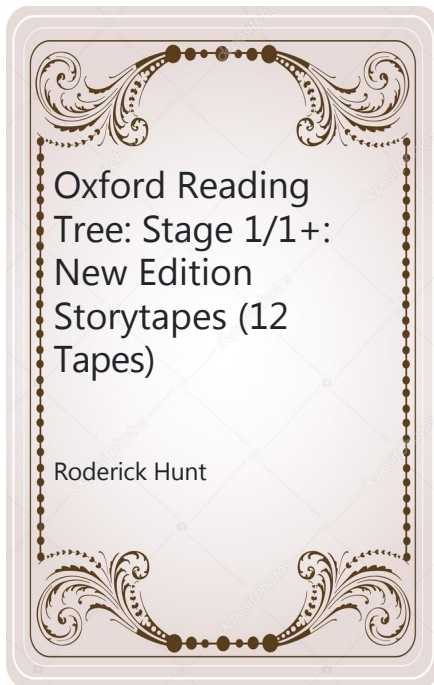 Oxford Reading
Tree: Stage 1/1+:
New Edition
Storytapes (12
Tapes)
Roderick Hunt